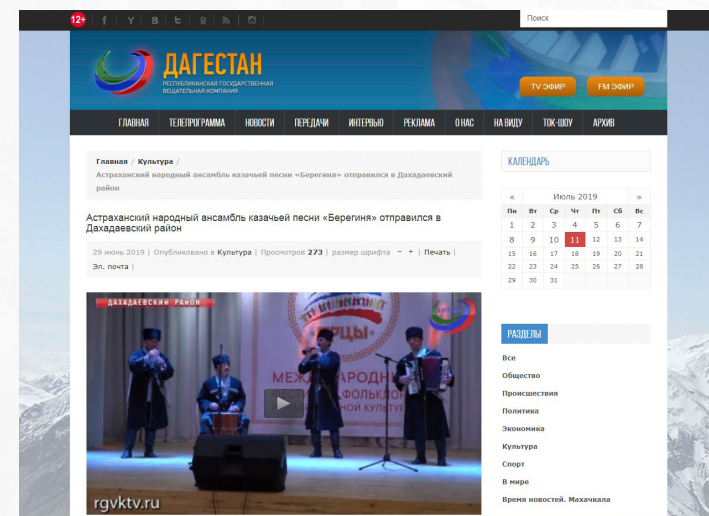 12+
Поиск
ДАГЕСТАН
РЕСПУБЛИКАНСКАЯ ГОСУДАРСТВЕННАЯ
ВЕЩАТЕЛЬНАЯ КОМПАНИЯ
TV ЭФИР FM ЭФИР
ГЛАВНАЯ ТЕЛЕПРОГРАММА НОВОСТИ ПЕРЕДАЧИ ИНТЕРВЬЮ РЕКЛАМА О НАС НА ВИДУ ТОК-ШОУ АРХИВ
Главная / Культура /
Астраханский народный ансамбль казачьей песни «Берегиня» отправился в Дахадаевский
район
Астраханский народный ансамбль казачьей песни «Берегиня» отправился в
Дахадаевский район
29 июнь 2019 | Опубликовано в Культура | Просмотров 273 | размер шрифта − + | Печать |
Эл. почта |
ДАХАДАЕВСКИЙ РАЙОН
МЕЖ АРОДН
ФОЛЬКЛО
НОЙ КУЛЬТУ
rgvktv.ru
КАЛЕНДАРЬ
« Июль 2019 »
Пн Вт Ср Чт Пт Сб Вс
1 2 3 4 5 6 7
8 9 10 11 12 13 14
15 16 17 18 19 20 21
22 23 24 25 26 27 28
29 30 31
РАЗДЕЛЫ
Все
Общество
Происшествия
Политика
Экономика
Культура
Спорт
В мире
Время новостей. Махачкала